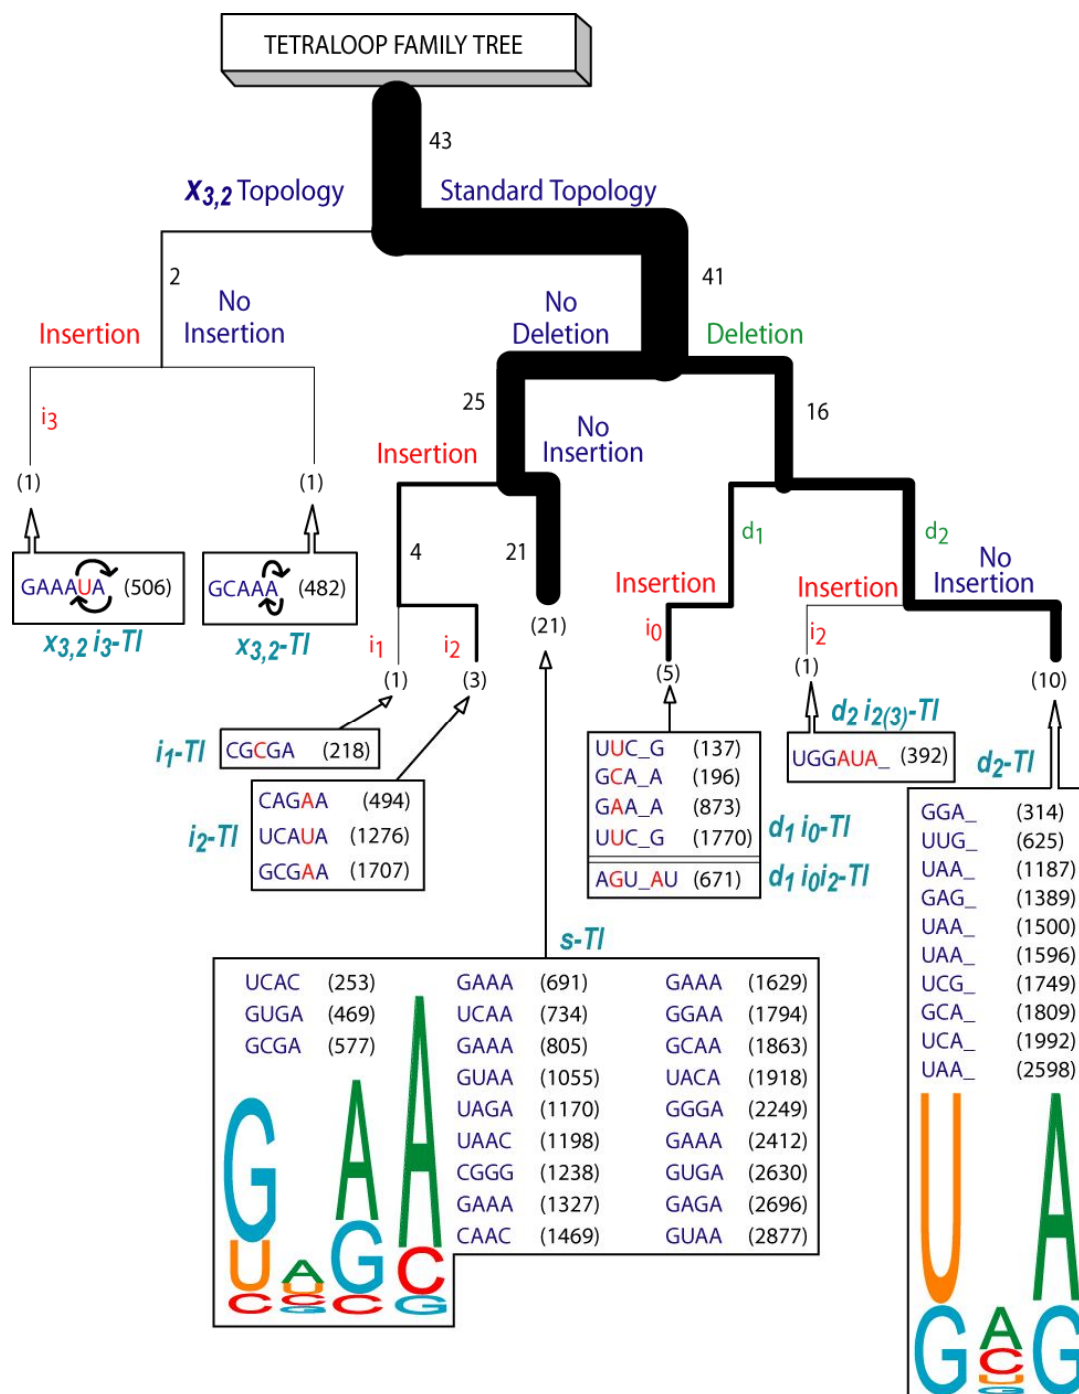 TETRALOOP FAMILY TREE
43
X3,2 Topology Standard Topology
2
41
No
Insertion
Insertion
No
Deletion
Deletion
i3
25
16
Insertion
No
Insertion
(1) (1)
4
21
d1
d2
GAAAUA (506)
GCAAA (482)
x3,2 i3-Tl
x3,2-Tl
Insertion
Insertion
No
Insertion
i1
i2
(21)
i0
i2
(1) (3)
(5)
(1)
(10)
i1-Tl
CGCGA (218)
i2-Tl
CAGAA (494)
UCAUA (1276)
GCGAA (1707)
UUC_G (137)
GCA_A (196)
GAA_A (873)
UUC_G (1770)
d1 i0-Tl
AGU_AU (671)
d1 i0i2-Tl
d2 i2(3)-Tl
UGGAUA_ (392)
d2-Tl
GGA_ (314)
UUG_ (625)
UAA_ (1187)
GAG_ (1389)
UAA_ (1500)
UAA_ (1596)
UCG_ (1749)
GCA_ (1809)
UCA_ (1992)
UAA_ (2598)
s-Tl
UCAC (253)
GUGA (469)
GCGA (577)
GAAA (691)
UCAA (734)
GAAA (805)
GUAA (1055)
UAGA (1170)
UAAC (1198)
CGGG (1238)
GAAA (1327)
CAAC (1469)
GAAA (1629)
GGAA (1794)
GCAA (1863)
UACA (1918)
GGGA (2249)
GAAA (2412)
GUGA (2630)
GAGA (2696)
GUAA (2877)
G A A
U A G C
C U C G
C
G
U A
G A G
C
U
G